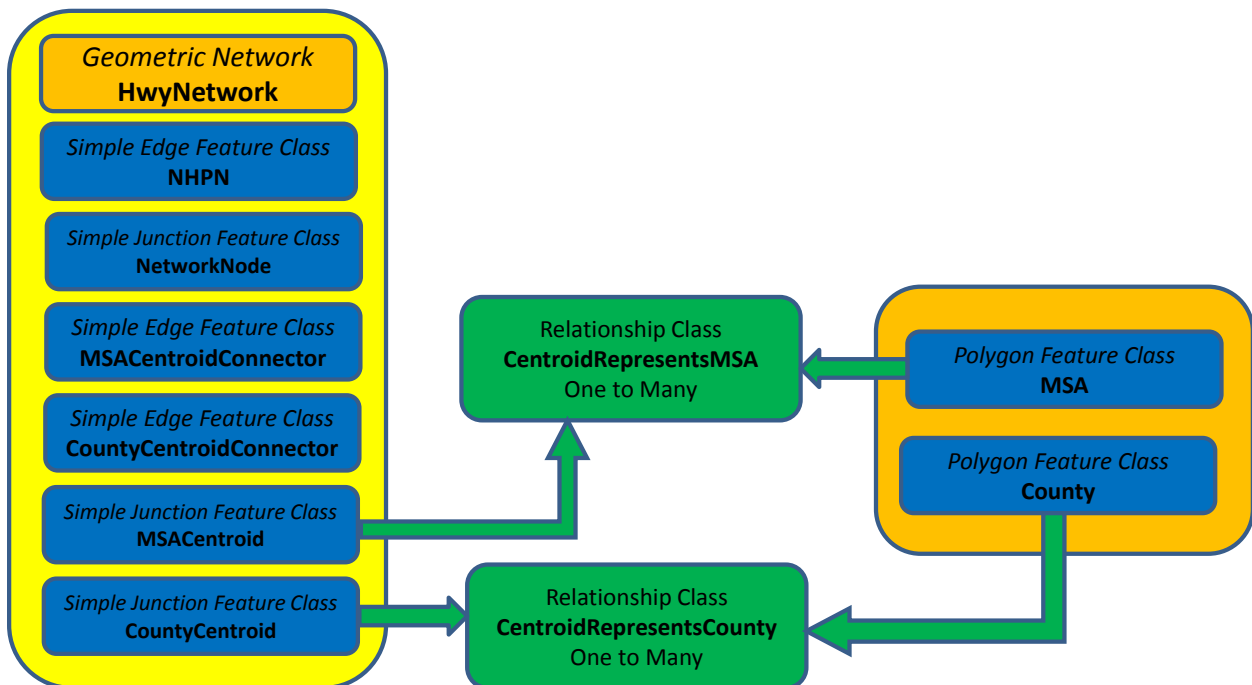 Geometric Network
HwyNetwork
Simple Edge Feature Class
NHPN
Simple Junction Feature Class
NetworkNode
Simple Edge Feature Class
MSACentroidConnector
Simple Edge Feature Class
CountyCentroidConnector
Simple Junction Feature Class
MSACentroid
Simple Junction Feature Class
CountyCentroid
Relationship Class
CentroidRepresentsMSA
One to Many
Relationship Class
CentroidRepresentsCounty
One to Many
Polygon Feature Class
MSA
Polygon Feature Class
County